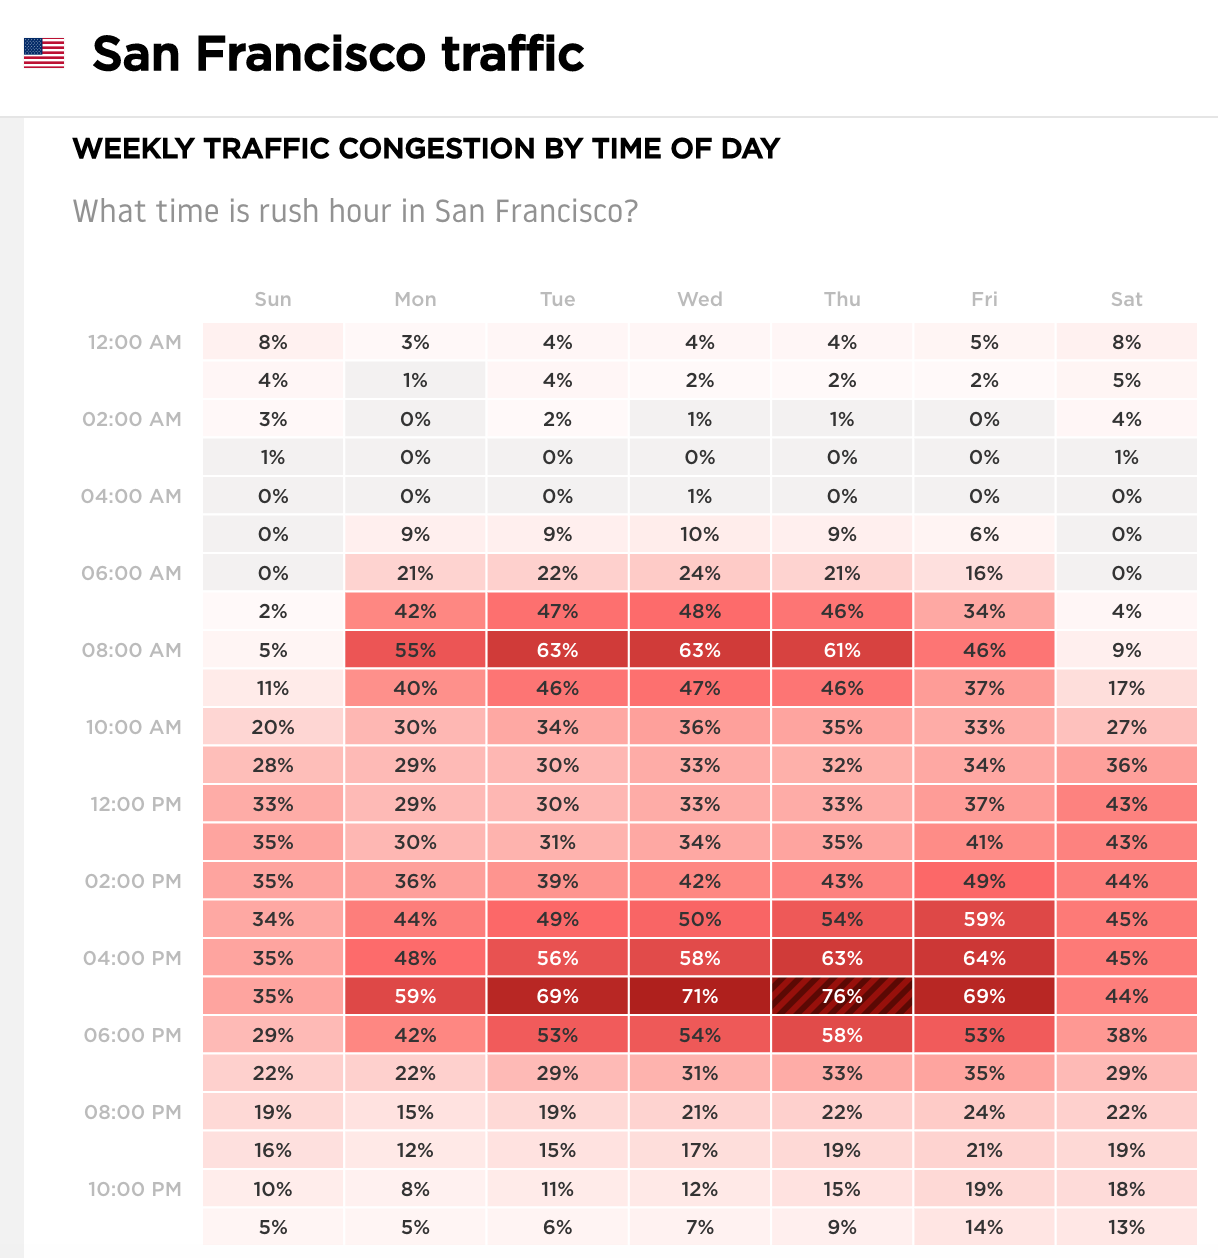 San Francisco traffic
WEEKLY TRAFFIC CONGESTION BY TIME OF DAY
What time is rush hour in San Francisco?
Sun Mon Tue Wed Thu Fri Sat
12:00 AM 8% 3% 4% 4% 4% 5% 8%
4% 1% 4% 2% 2% 2% 5%
02:00 AM 3% 0% 2% 1% 1% 0% 4%
1% 0% 0% 0% 0% 0% 1%
04:00 AM 0% 0% 0% 1% 0% 0% 0%
0% 9% 9% 10% 9% 6% 0%
06:00 AM 0% 21% 22% 24% 21% 16% 0%
2% 42% 47% 48% 46% 34% 4%
08:00 AM 5% 55% 63% 63% 61% 46% 9%
11% 40% 46% 47% 46% 37% 17%
10:00 AM 20% 30% 34% 36% 35% 33% 27%
28% 29% 30% 33% 32% 34% 36%
12:00 PM 33% 29% 30% 33% 33% 37% 43%
35% 30% 31% 34% 35% 41% 43%
02:00 PM 35% 36% 39% 42% 43% 49% 44%
34% 44% 49% 50% 54% 59% 45%
04:00 PM 35% 48% 56% 58% 63% 64% 45%
35% 59% 69% 71% 76% 69% 44%
06:00 PM 29% 42% 53% 54% 58% 53% 38%
22% 22% 29% 31% 33% 35% 29%
08:00 PM 19% 15% 19% 21% 22% 24% 22%
16% 12% 15% 17% 19% 21% 19%
10:00 PM 10% 8% 11% 12% 15% 19% 18%
5% 5% 6% 7% 9% 14% 13%